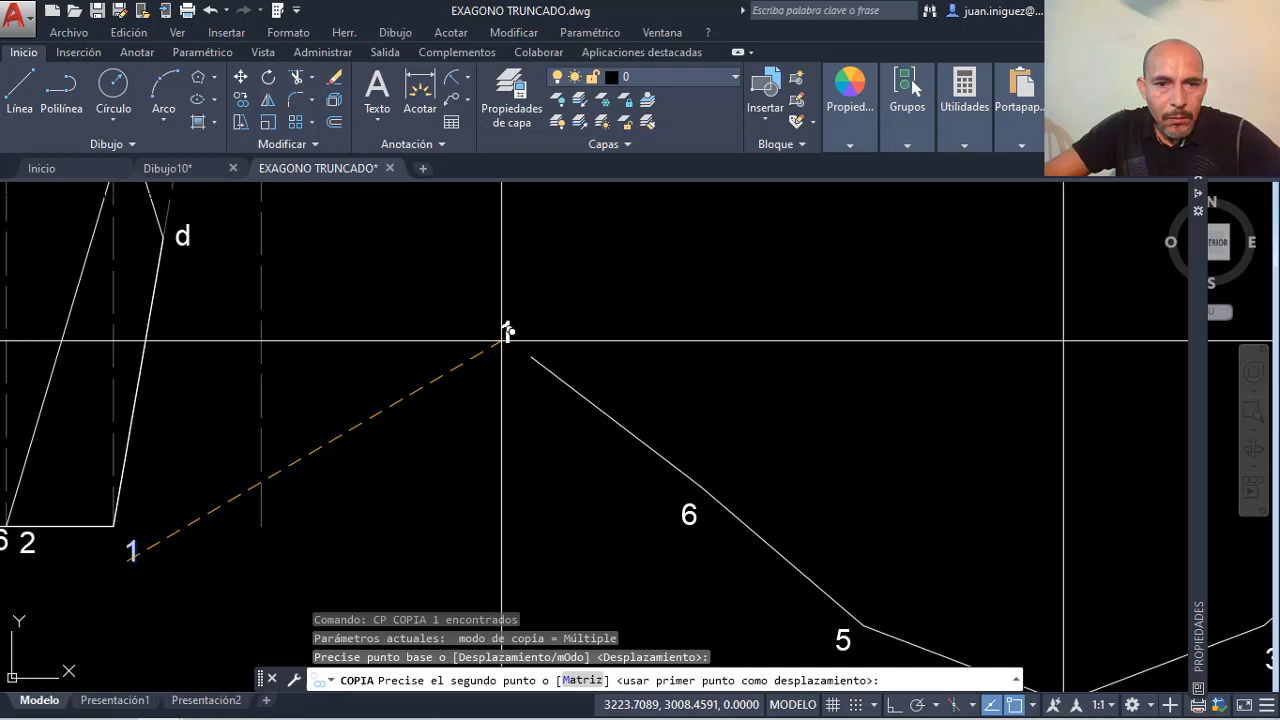 EXAGONO TRUNCADO.dwg
Escriba palabra clave o frase
juan.iniguez@...
Archivo Edición Ver Insertar Formato Herr. Dibujo Acotar Modificar Paramétrico Ventana ?
Inicio Inserción Anotar Paramétrico Vista Administrar Salida Complementos Colaborar Aplicaciones destacadas
0
Línea Polilínea Círculo Arco Texto Acotar Propiedades de capa Insertar Propied... Grupos Utilidades Portapap...
Dibujo Modificar Anotación Capas Bloque
Inicio Dibujo10* EXAGONO TRUNCADO*
N
O E
S
d
1
6
6 2
1
5
3
PROPIEDADES
Y
X
Comando: CP COPIA 1 encontrados
Parámetros actuales: modo de copia = Múltiple
Precise punto base o [Desplazamiento/mOdo] <Desplazamiento>:
COPIA Precise el segundo punto o [Matriz] <usar primer punto como desplazamiento>:
Modelo Presentación1 Presentación2 +
3223.7089, 3008.4591, 0.0000 MODELO 1:1